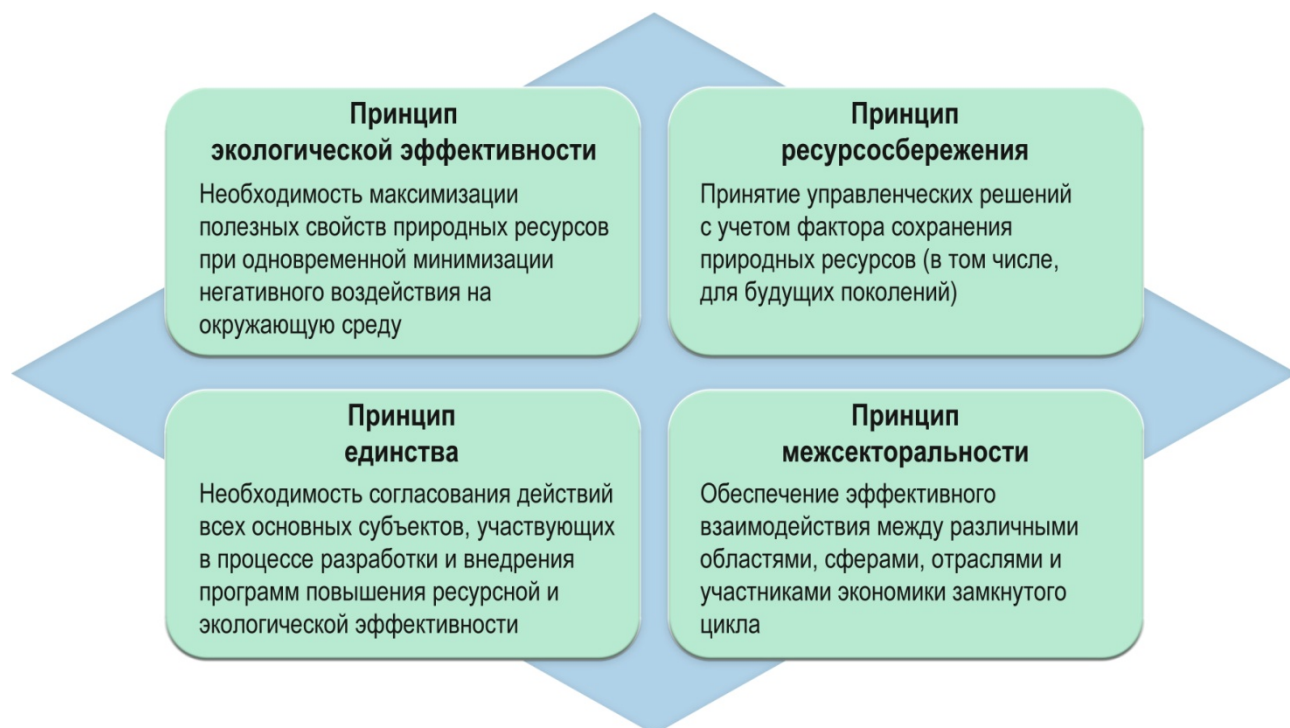 Принцип
экологической эффективности
Необходимость максимизации
полезных свойств природных ресурсов
при одновременной минимизации
негативного воздействия на
окружающую среду
Принцип
ресурсосбережения
Принятие управленческих решений
с учетом фактора сохранения
природных ресурсов (в том числе,
для будущих поколений)
Принцип
единства
Необходимость согласования действий
всех основных субъектов, участвующих
в процессе разработки и внедрения
программ повышения ресурсной и
экологической эффективности
Принцип
межсекторальности
Обеспечение эффективного
взаимодействия между различными
областями, сферами, отраслями и
участниками экономики замкнутого
цикла